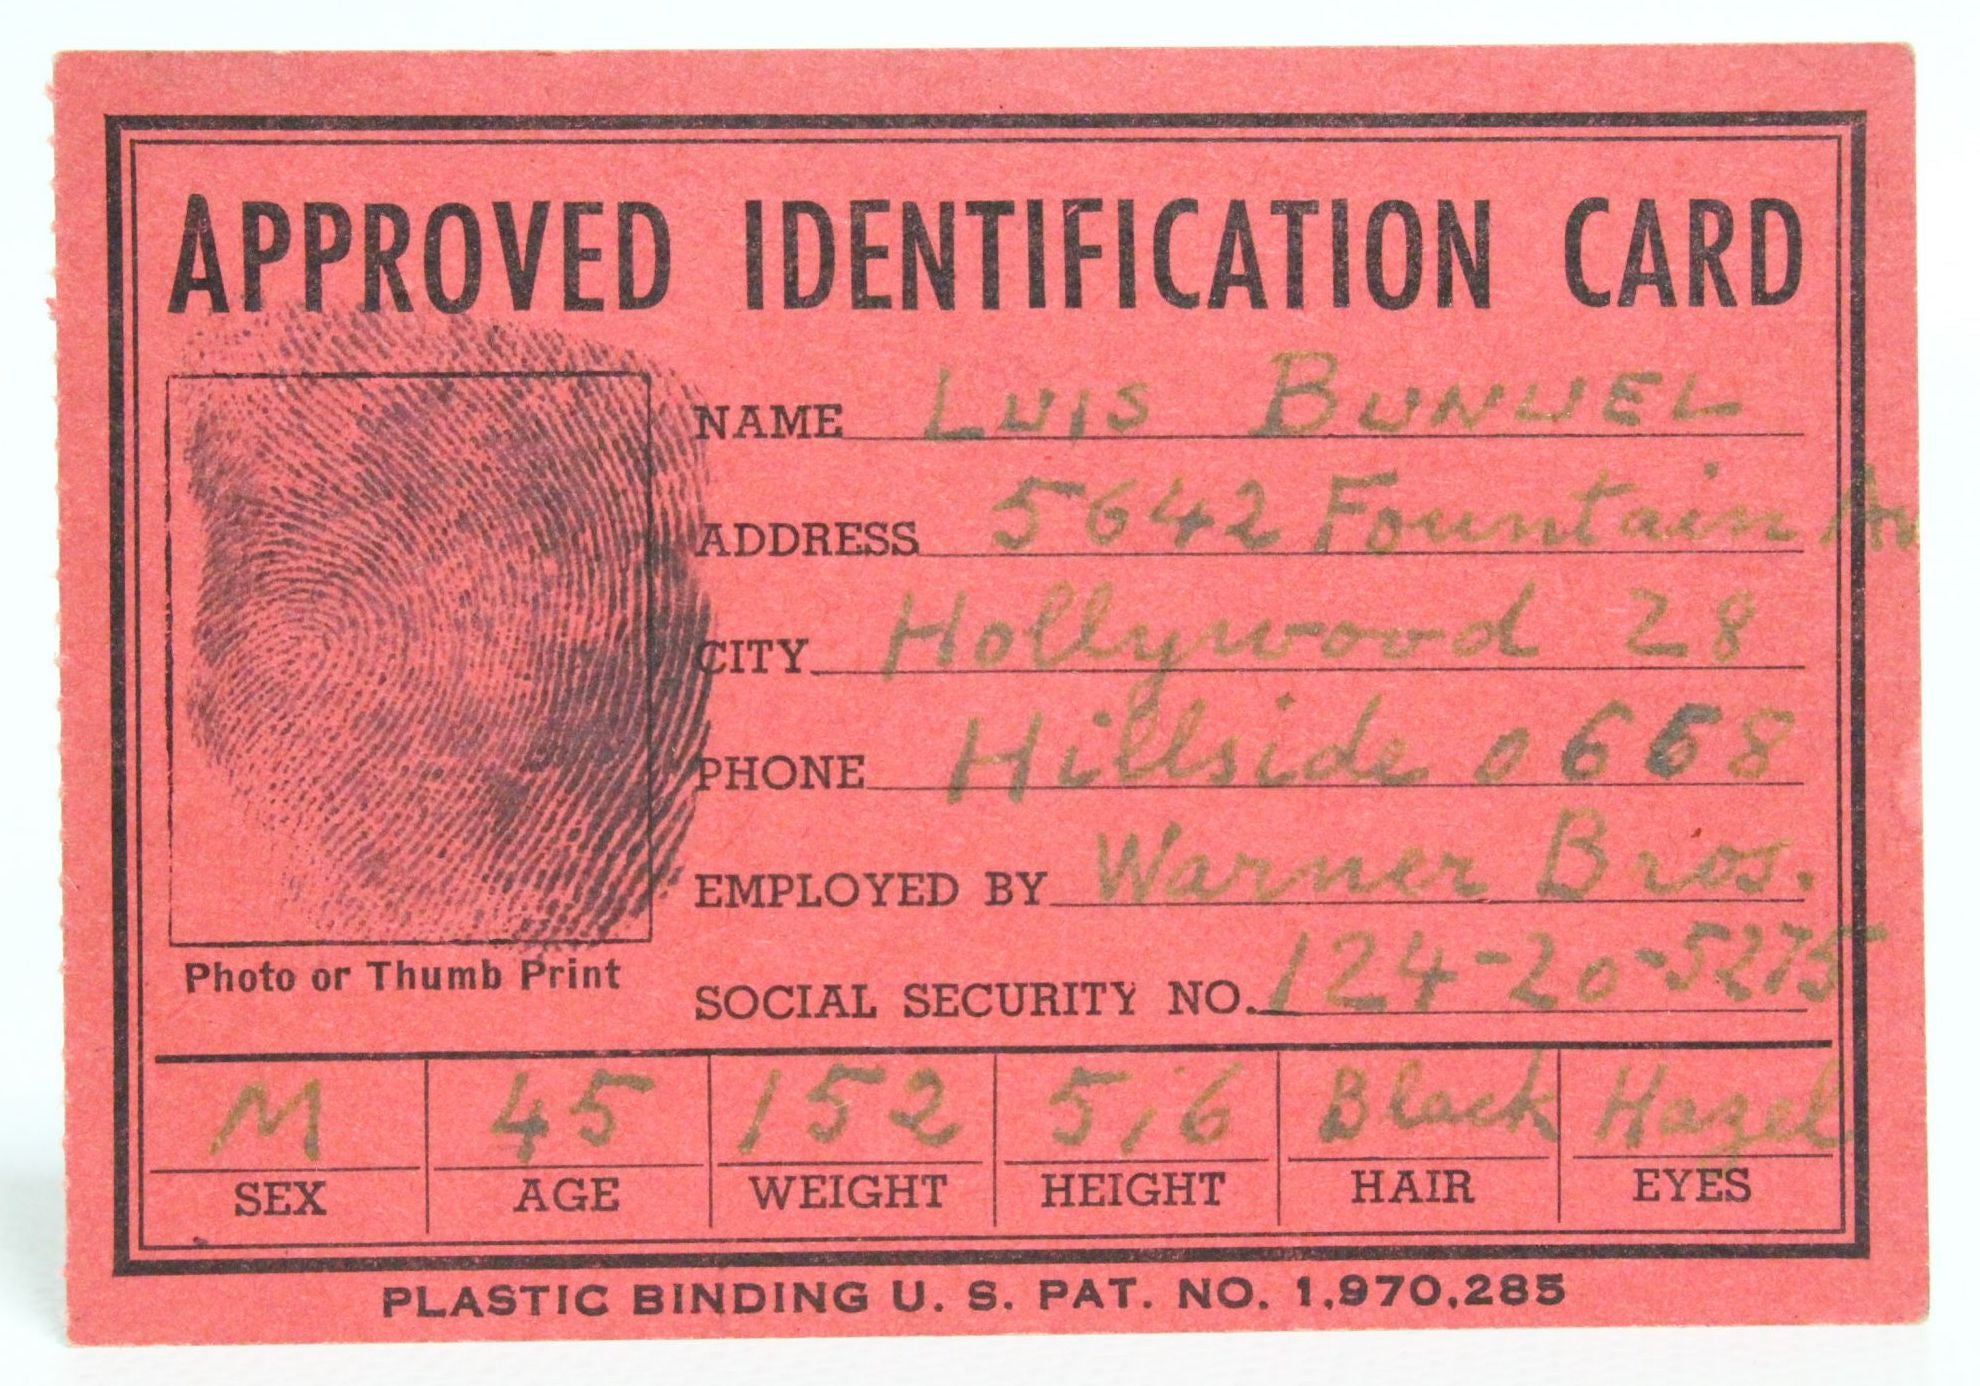 APPROVED IDENTIFICATION CARD
NAME LUIS BUNUEL
ADDRESS 5642 Fountain Av
CITY Hollywood 28
PHONE Hillside 0668
EMPLOYED BY Warner Bros.
SOCIAL SECURITY NO. 124-20-5275
Photo or Thumb Print
M 45 152 5,6 Black Hazel
SEX AGE WEIGHT HEIGHT HAIR EYES
PLASTIC BINDING U. S. PAT. NO. 1,970,285